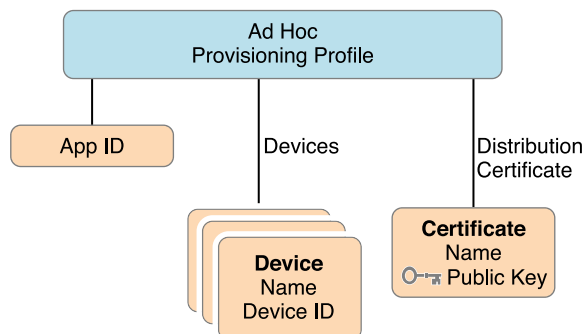 Ad Hoc
Provisioning Profile
App ID
Devices
Distribution
Certificate
Device
Name
Device ID
Certificate
Name
Public Key